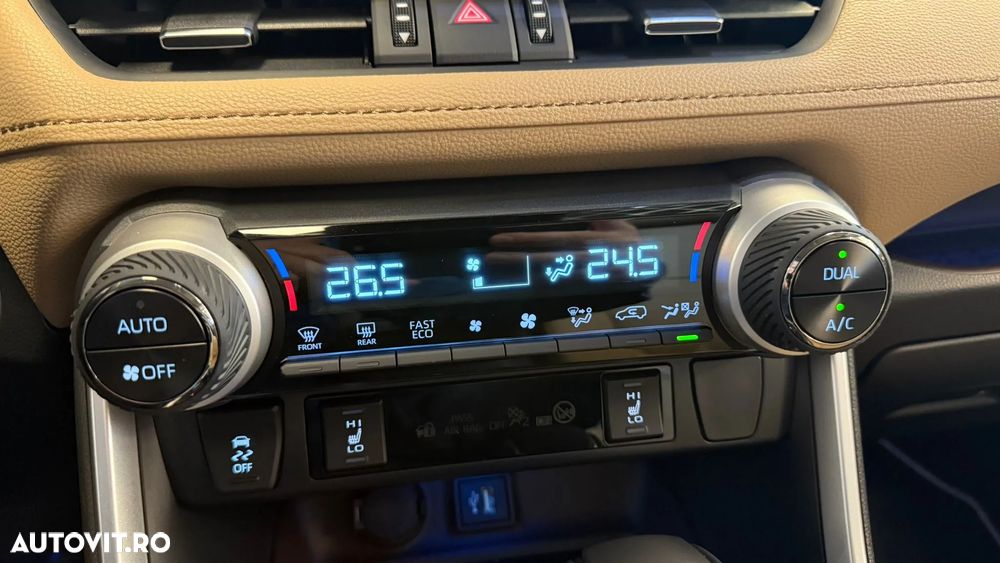 26.5
24.5
DUAL
A/C
AUTO
OFF
FRONT
REAR
FAST
ECO
HI
LO
PASS
AIR BAG OFF
2
HI
LO
OFF
AUTOVIT.RO